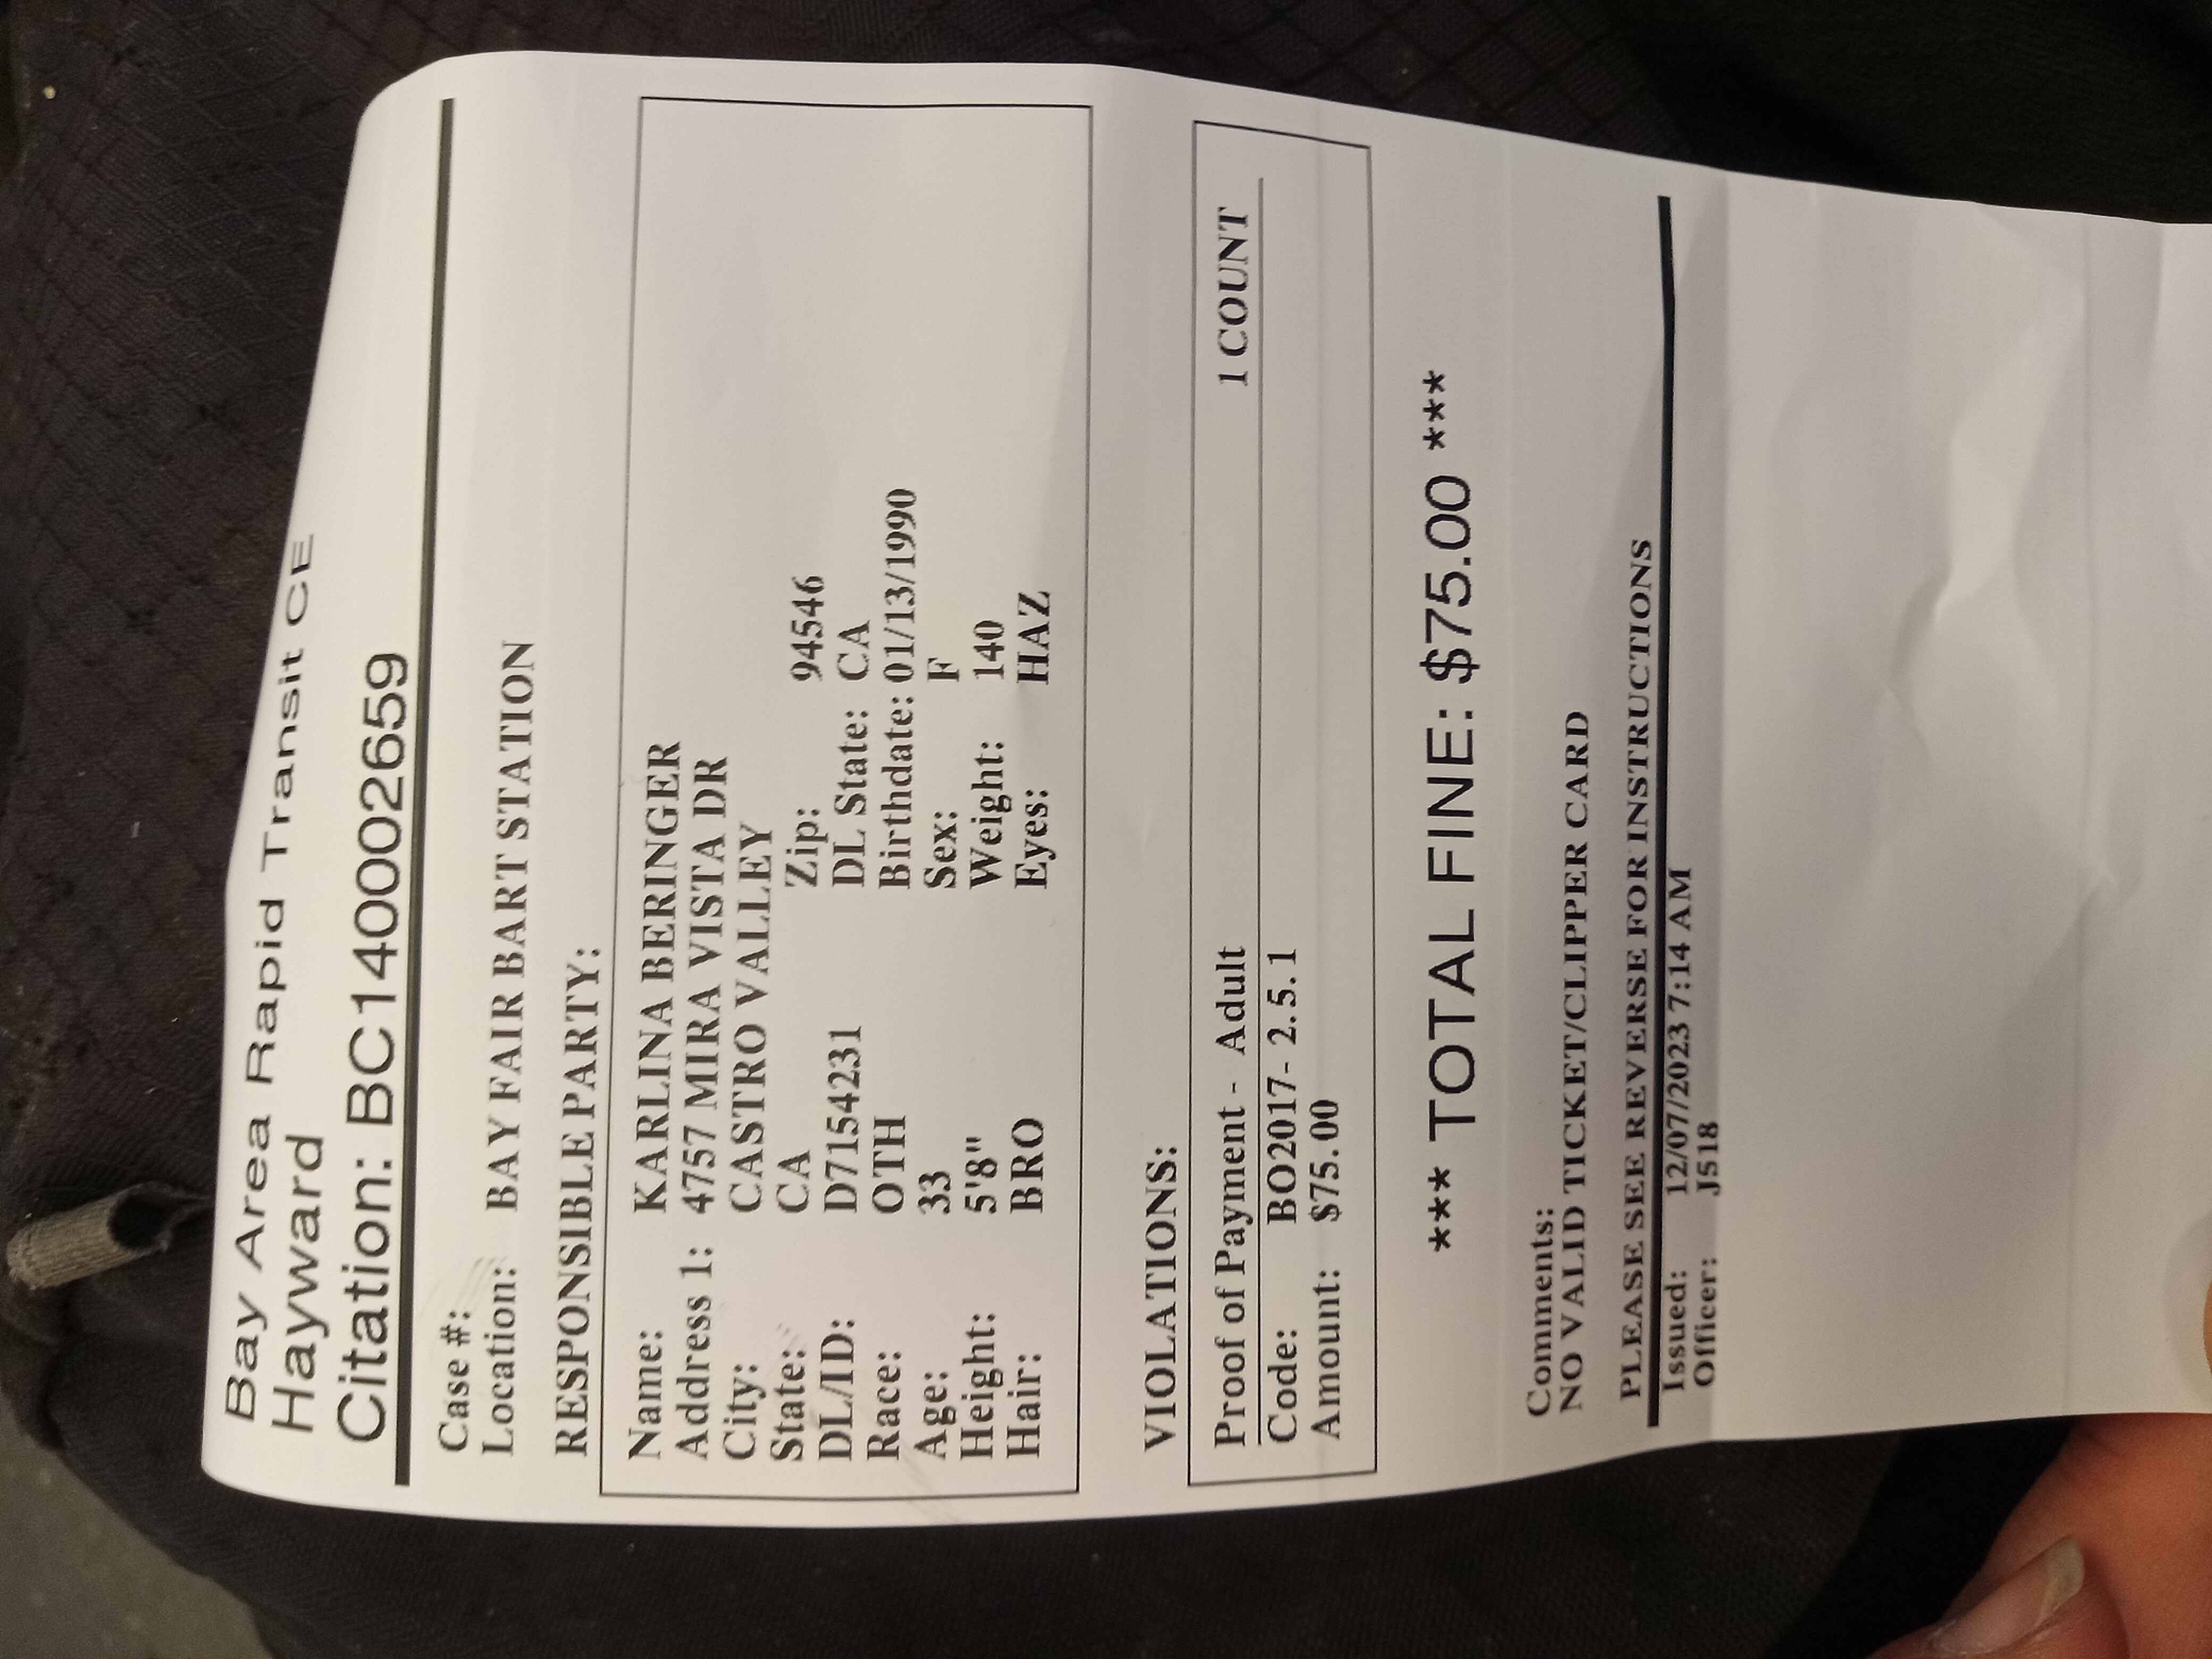 Bay Area Rapid Transit CE
Hayward
Citation: BC140002659
Case #:
Location: BAY FAIR BART STATION
RESPONSIBLE PARTY:
Name: KARLINA BERINGER
Address 1: 4757 MIRA VISTA DR
City: CASTRO VALLEY
State: CA Zip: 94546
DL/ID: D7154231 DL State: CA
Race: OTH Birthdate: 01/13/1990
Age: 33 Sex: F
Height: 5'8" Weight: 140
Hair: BRO Eyes: HAZ
VIOLATIONS:
Proof of Payment - Adult 1 COUNT
Code: BO2017- 2.5.1
Amount: $75.00
*** TOTAL FINE: $75.00 ***
Comments:
NO VALID TICKET/CLIPPER CARD
PLEASE SEE REVERSE FOR INSTRUCTIONS
Issued: 12/07/2023 7:14 AM
Officer: J518